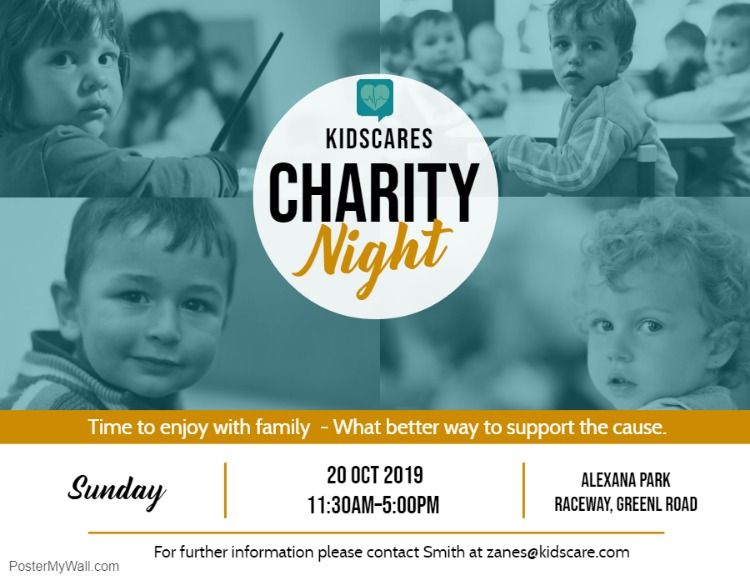 KIDSCARES
CHARITY
Night
Time to enjoy with family - What better way to support the cause.
Sunday
20 OCT 2019
11:30AM-5:00PM
ALEXANA PARK
RACEWAY, GREENL ROAD
For further information please contact Smith at zanes@kidscare.com
PosterMyWall.com